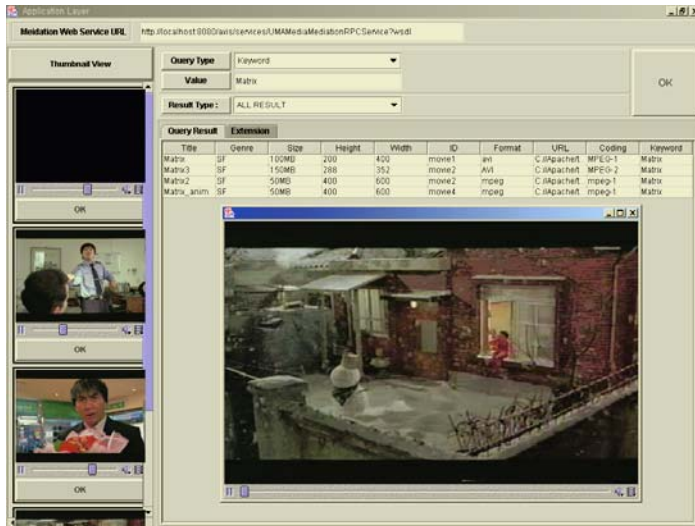 Application Layer
Meidation Web Service URL http://localhost:8080/axis/services/UMAMediaMediationRPCService?wsdl
Thumbnail View
Query Type Keyword
Value Matrix
OK
Result Type : ALL RESULT
Query Result Extension
Title Genre Size Height Width ID Format URL Coding Keyword
Matrix SF 100MB 200 400 movie1 avi C:/Apache/t MPEG-1 Matrix
Matrix3 SF 150MB 288 352 movie2 AVI C:/Apache/t MPEG-2 Matrix
Matrix2 SF 50MB 400 600 movie2 mpeg C:/Apache/t mpeg-1 Matrix
Matrix_anim SF 50MB 400 600 movie4 mpeg C:/Apache/t mpeg-1 Matrix
OK
OK
OK